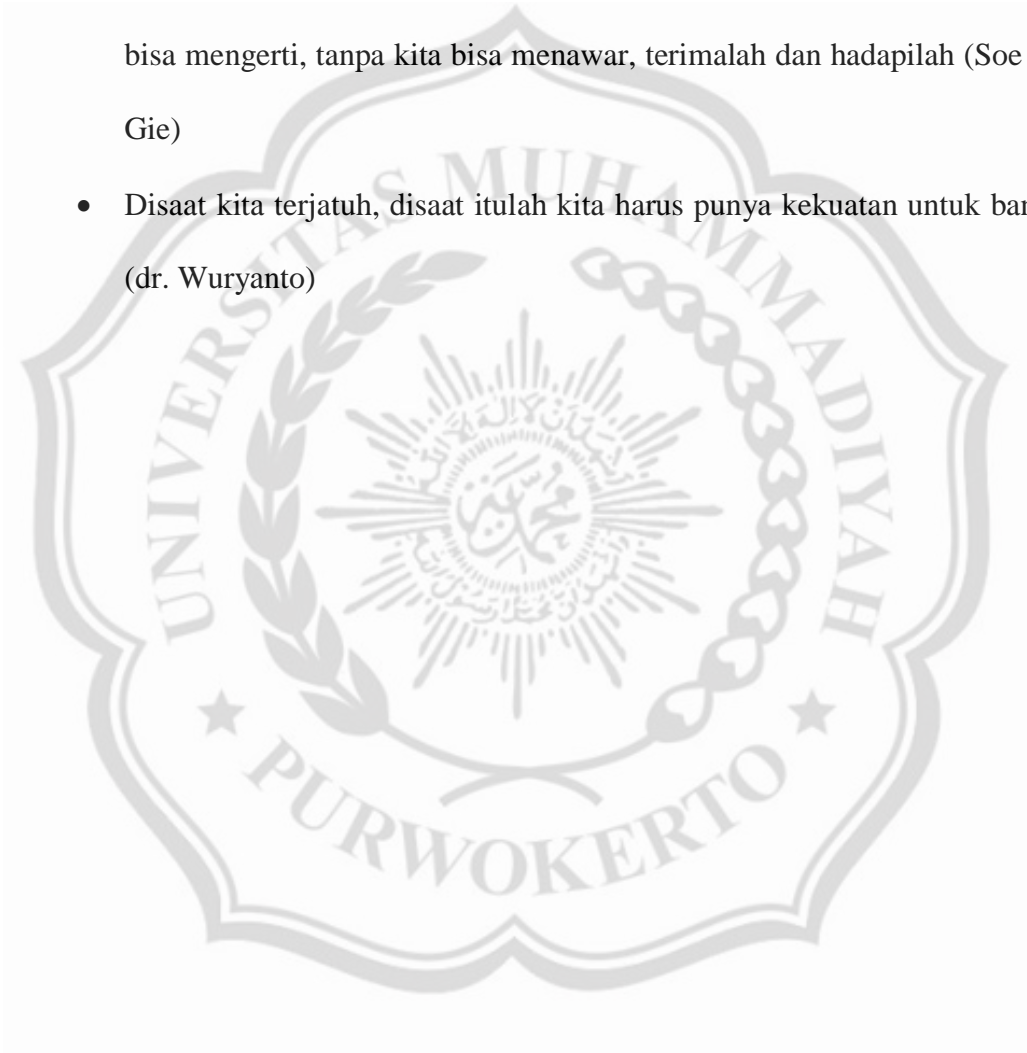 bisa mengerti, tanpa kita bisa menawar, terimalah dan hadapilah (Soe
Gie)
• Disaat kita terjatuh, disaat itulah kita harus punya kekuatan untuk
(dr. Wuryanto)
UNIVERSITAS MUHAMMADIYAH
PURWOKERTO